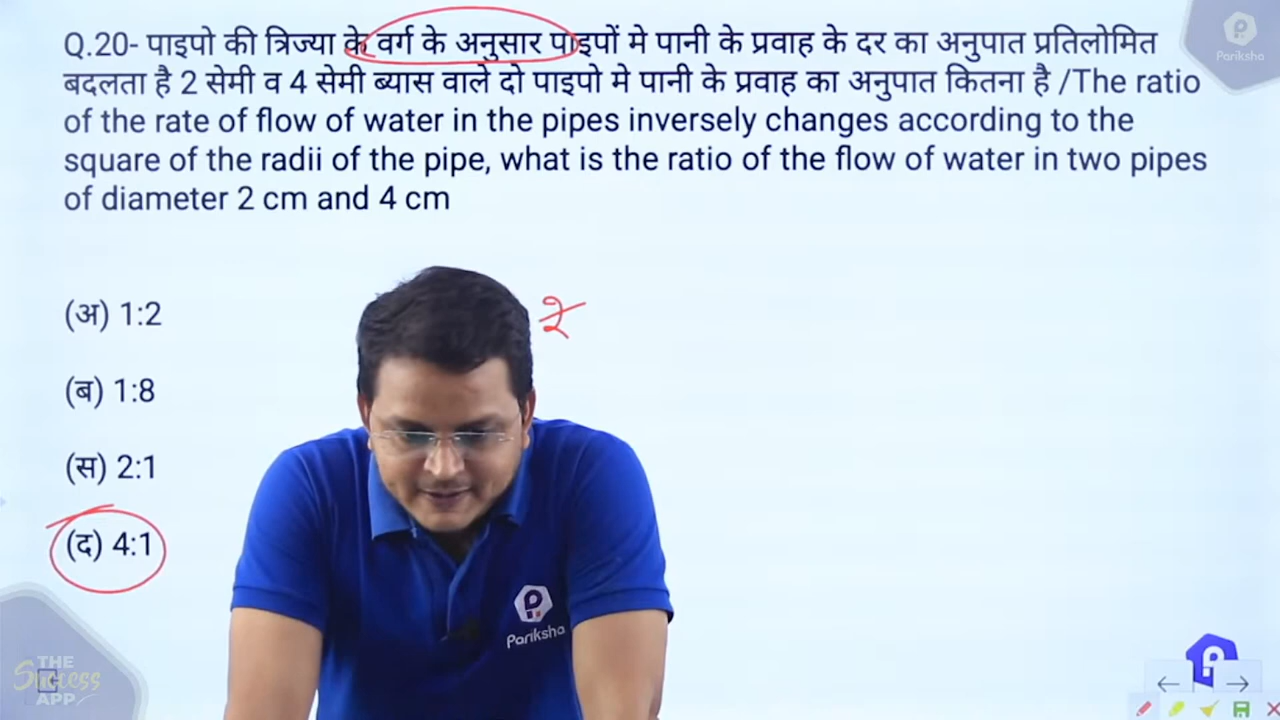 Q.20- पाइपो की त्रिज्या के वर्ग के अनुसार पाइपों मे पानी के प्रवाह के दर का अनुपात प्रतिलोमित
बदलता है 2 सेमी व 4 सेमी ब्यास वाले दो पाइपो मे पानी के प्रवाह का अनुपात कितना है /The ratio
of the rate of flow of water in the pipes inversely changes according to the
square of the radii of the pipe, what is the ratio of the flow of water in two pipes
of diameter 2 cm and 4 cm
(अ) 1:2
(ब) 1:8
(स) 2:1
(द) 4:1
Pariksha
Pariksha
THE
Success
APP